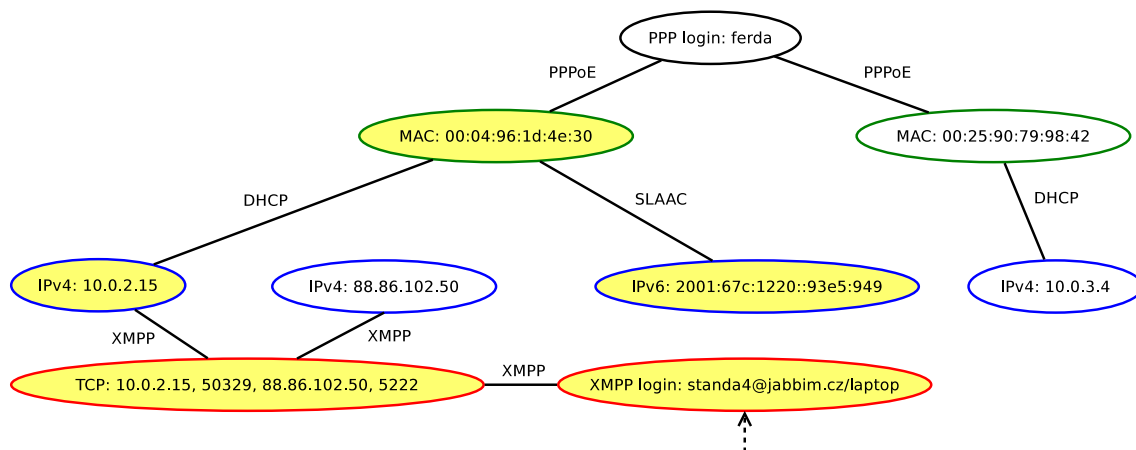 PPP login: ferda
PPPoE
PPPoE
MAC: 00:04:96:1d:4e:30
MAC: 00:25:90:79:98:42
DHCP
SLAAC
DHCP
IPv4: 10.0.2.15
IPv4: 88.86.102.50
IPv6: 2001:67c:1220::93e5:949
IPv4: 10.0.3.4
XMPP
XMPP
XMPP
TCP: 10.0.2.15, 50329, 88.86.102.50, 5222
XMPP login: standa4@jabbim.cz/laptop